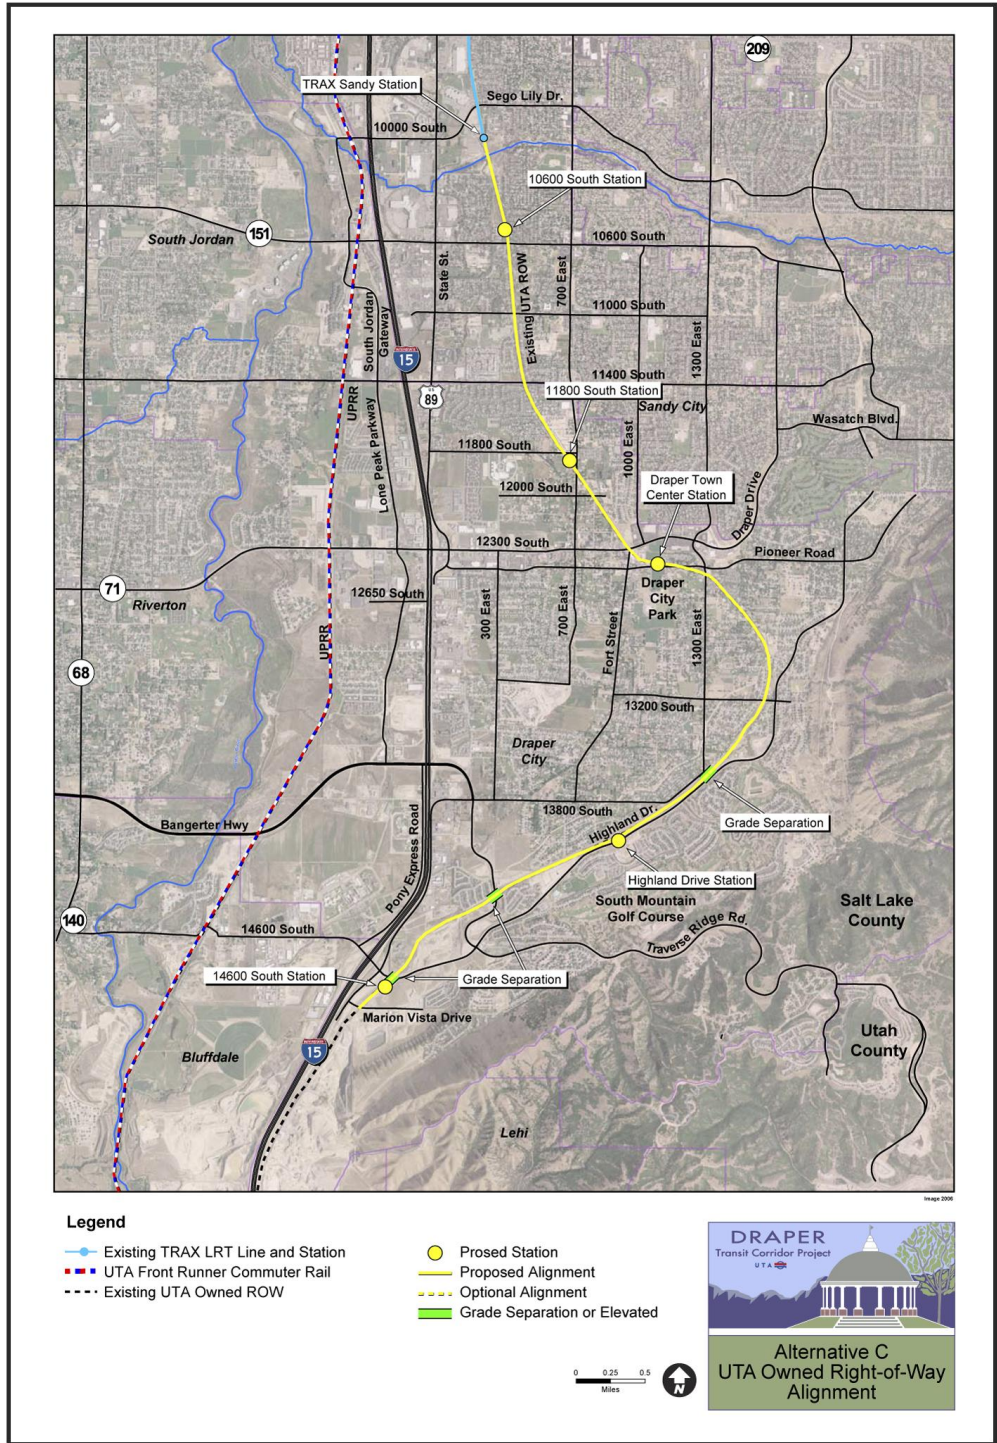 209
TRAX Sandy Station
Sego Lily Dr.
10000 South
10600 South Station
South Jordan
151
10600 South
State St.
Existing UTA ROW
700 East
11000 South
South Jordan
Gateway
1300 East
INTERSTATE
15
11400 South
UPRR
US
89
11800 South Station
Sandy City
Wasatch Blvd.
Lone Peak Parkway
11800 South
1000 East
12000 South
Draper Town
Center Station
Draper Drive
12300 South
Pioneer Road
71
Riverton
12650 South
Draper
City
Park
300 East
700 East
Fort Street
1300 East
UPRR
68
13200 South
Draper
City
13800 South
Highland Dr.
Bangerter Hwy
Grade Separation
Pony Express Road
Highland Drive Station
140
South Mountain
Golf Course
Salt Lake
County
14600 South
Traverse Ridge Rd.
14600 South Station
Grade Separation
Marion Vista Drive
Utah
County
INTERSTATE
15
Bluffdale
Lehi
Image 2006
Legend
Existing TRAX LRT Line and Station
UTA Front Runner Commuter Rail
Existing UTA Owned ROW
Prosed Station
Proposed Alignment
Optional Alignment
Grade Separation or Elevated
0 0.25 0.5
Miles
N
DRAPER
Transit Corridor Project
UTA
Alternative C
UTA Owned Right-of-Way
Alignment